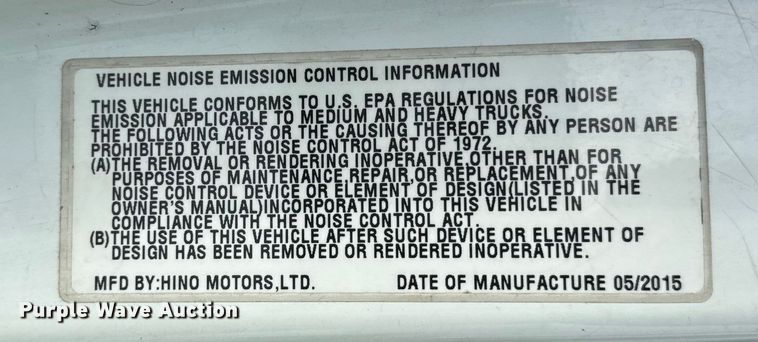 VEHICLE NOISE EMISSION CONTROL INFORMATION
THIS VEHICLE CONFORMS TO U.S. EPA REGULATIONS FOR NOISE
EMISSION APPLICABLE TO MEDIUM AND HEAVY TRUCKS.
THE FOLLOWING ACTS OR THE CAUSING THEREOF BY ANY PERSON ARE
PROHIBITED BY THE NOISE CONTROL ACT OF 1972.
(A)THE REMOVAL OR RENDERING INOPERATIVE,OTHER THAN FOR
PURPOSES OF MAINTENANCE,REPAIR,OR REPLACEMENT,OF ANY
NOISE CONTROL DEVICE OR ELEMENT OF DESIGN(LISTED IN THE
OWNER'S MANUAL)INCORPORATED INTO THIS VEHICLE IN
COMPLIANCE WITH THE NOISE CONTROL ACT.
(B)THE USE OF THIS VEHICLE AFTER SUCH DEVICE OR ELEMENT OF
DESIGN HAS BEEN REMOVED OR RENDERED INOPERATIVE.
MFD BY:HINO MOTORS,LTD. DATE OF MANUFACTURE 05/2015
Purple Wave Auction